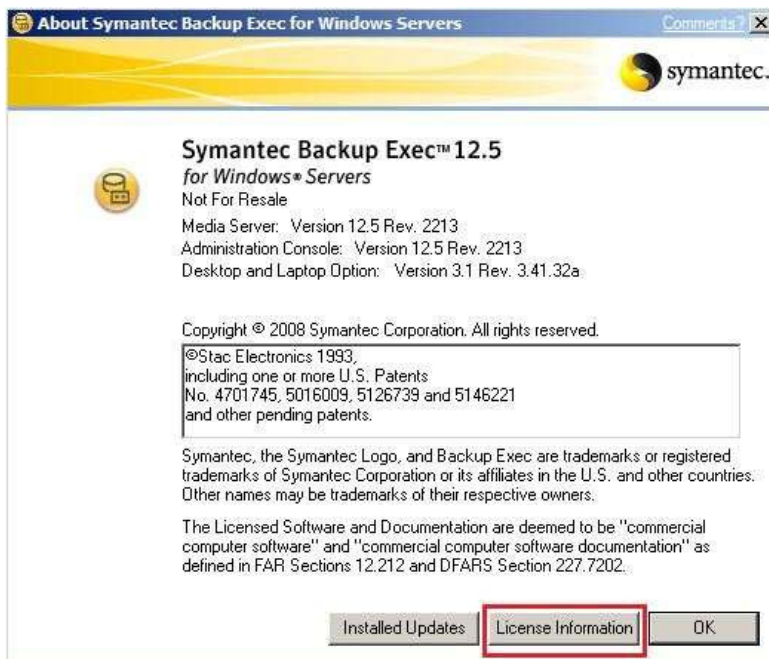 About Symantec Backup Exec for Windows Servers
Comments?
symantec.
Symantec Backup Exec™ 12.5
for Windows® Servers
Not For Resale
Media Server: Version 12.5 Rev. 2213
Administration Console: Version 12.5 Rev. 2213
Desktop and Laptop Option: Version 3.1 Rev. 3.41.32a
Copyright © 2008 Symantec Corporation. All rights reserved.
©Stac Electronics 1993,
including one or more U.S. Patents
No. 4701745, 5016009, 5126739 and 5146221
and other pending patents.
Symantec, the Symantec Logo, and Backup Exec are trademarks or registered
trademarks of Symantec Corporation or its affiliates in the U.S. and other countries.
Other names may be trademarks of their respective owners.
The Licensed Software and Documentation are deemed to be "commercial
computer software" and "commercial computer software documentation" as
defined in FAR Sections 12.212 and DFARS Section 227.7202.
Installed Updates
License Information
OK